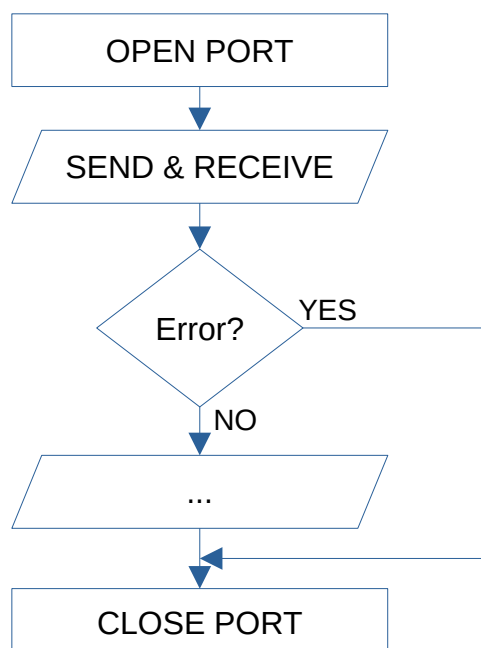 OPEN PORT
SEND & RECEIVE
YES
Error?
NO
...
CLOSE PORT